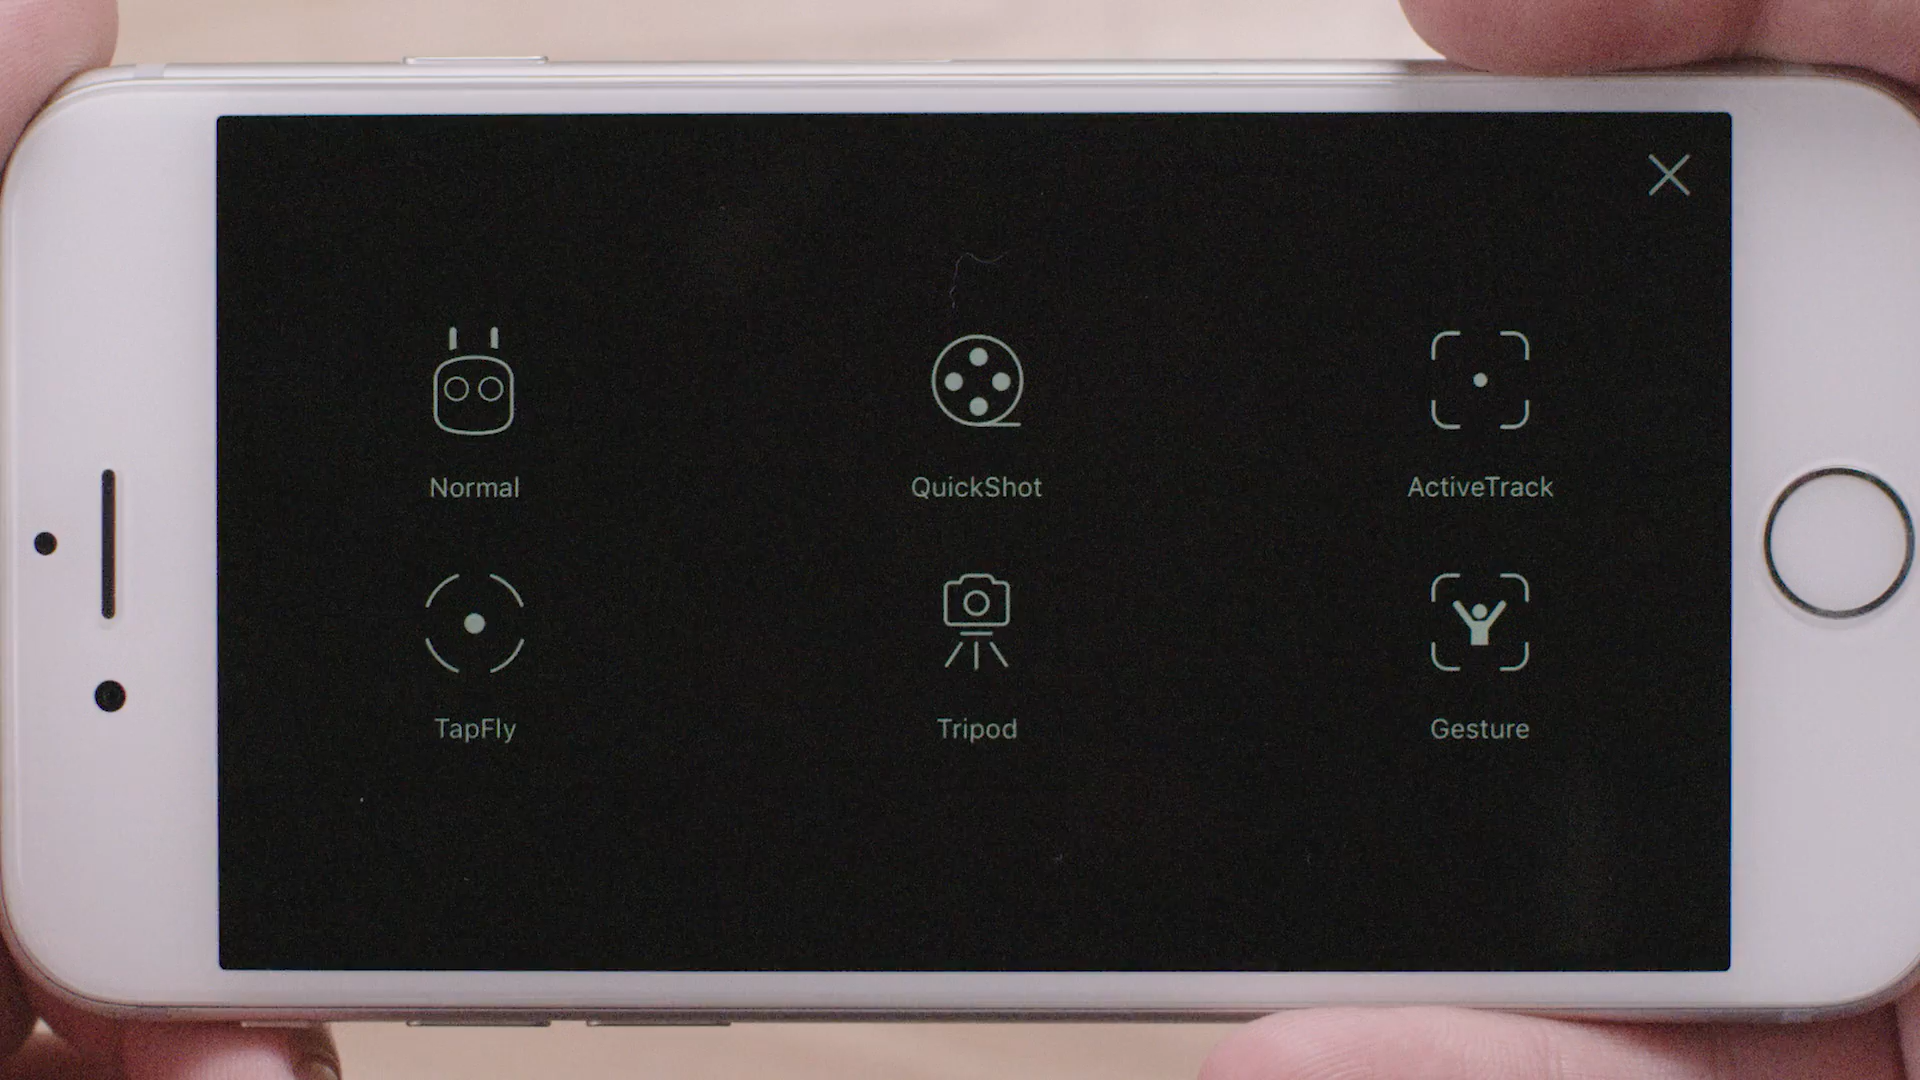 Normal
QuickShot
ActiveTrack
TapFly
Tripod
Gesture